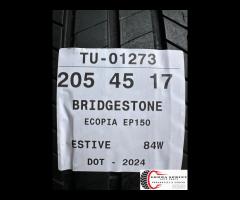 TU-01273
205 45 17
BRIDGESTONE
ECOPIA EP150
ESTIVE 84W
DOT - 2024